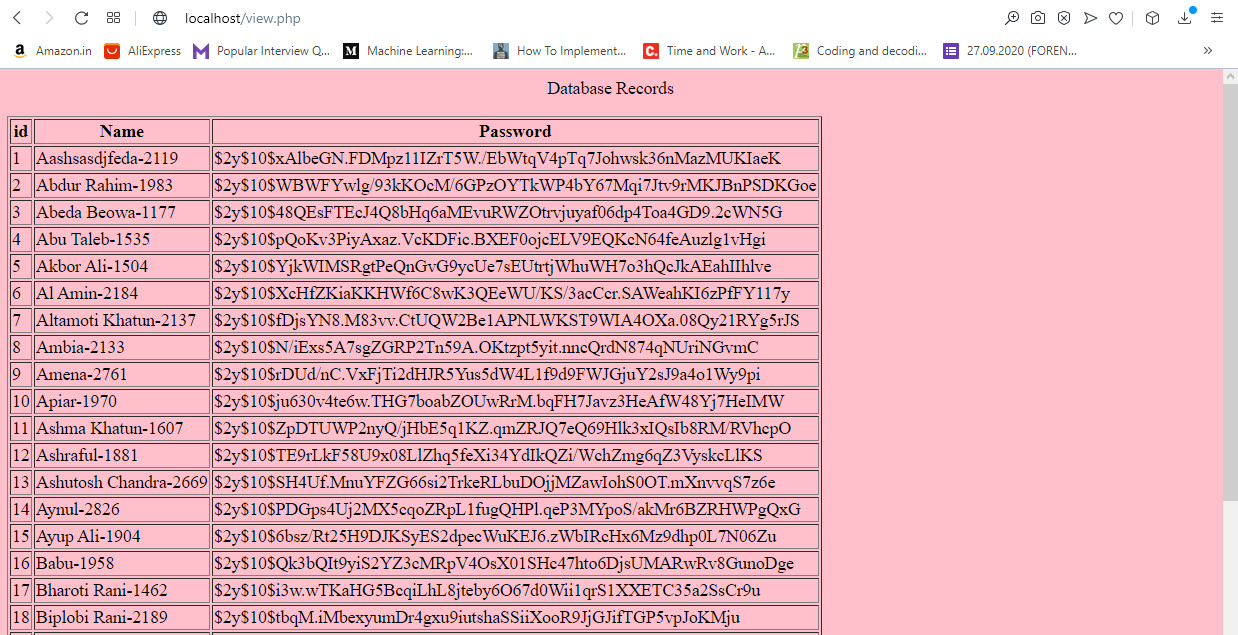 localhost/view.php
a Amazon.in AliExpress Popular Interview Q... M Machine Learning:... How To Implement... C. Time and Work - A... Coding and decodi... 27.09.2020 (FOREN... »
Database Records
id Name Password
1 Aashsasdjfeda-2119 $2y$10$xAlbeGN.FDMpz11IZrT5W./EbWtqV4pTq7Johwsk36nMazMUKIaeK
2 Abdur Rahim-1983 $2y$10$WBWFYwlg/93kKOcM/6GPzOYTkWP4bY67Mqi7Jtv9rMKJBnPSDKGoe
3 Abeda Beowa-1177 $2y$10$48QEsFTEcJ4Q8bHq6aMEvuRWZOtrvjuyaf06dp4Toa4GD9.2cWN5G
4 Abu Taleb-1535 $2y$10$pQoKv3PiyAxaz.VcKDFic.BXEF0ojcELV9EQKcN64feAuzlg1vHgi
5 Akbor Ali-1504 $2y$10$YjkWIMSRgtPeQnGvG9ycUe7sEUtrtjWhuWH7o3hQcJkAEahIIhlve
6 Al Amin-2184 $2y$10$XcHfZKiaKKHWf6C8wK3QEeWU/KS/3acCcr.SAWeahKI6zPfFY117y
7 Altamoti Khatun-2137 $2y$10$fDjsYN8.M83vv.CtUQW2Be1APNLWKST9WIA4OXa.08Qy21RYg5rJS
8 Ambia-2133 $2y$10$N/iExs5A7sgZGRP2Tn59A.OKtzpt5yit.nncQrdN874qNUriNGvmC
9 Amena-2761 $2y$10$rDUd/nC.VxFjTi2dHJR5Yus5dW4L1f9d9FWJGjuY2sJ9a4o1Wy9pi
10 Apiar-1970 $2y$10$ju630v4te6w.THG7boabZOUwRrM.bqFH7Javz3HeAfW48Yj7HeIMW
11 Ashma Khatun-1607 $2y$10$ZpDTUWP2nyQ/jHbE5q1KZ.qmZRJQ7eQ69Hlk3xIQsIb8RM/RVhcpO
12 Ashraful-1881 $2y$10$TE9rLkF58U9x08LlZhq5feXi34YdIkQZi/WchZmg6qZ3VyskcLlKS
13 Ashutosh Chandra-2669 $2y$10$SH4Uf.MnuYFZG66si2TrkeRLbuDOjjMZawIohS0OT.mXnvvqS7z6e
14 Aynul-2826 $2y$10$PDGps4Uj2MX5cqoZRpL1fugQHPl.qeP3MYpoS/akMr6BZRHWPgQxG
15 Ayup Ali-1904 $2y$10$6bsz/Rt25H9DJKSyES2dpecWuKEJ6.zWbIRcHx6Mz9dhp0L7N06Zu
16 Babu-1958 $2y$10$Qk3bQIt9yiS2YZ3cMRpV4OsX01SHc47hto6DjsUMARwRv8GunoDge
17 Bharoti Rani-1462 $2y$10$i3w.wTKaHG5BcqiLhL8jteby6O67d0Wii1qrS1XXETC35a2SsCr9u
18 Biplobi Rani-2189 $2y$10$tbqM.iMbexyumDr4gxu9iutshaSSiiXooR9JjGJifTGP5vpJoKMju